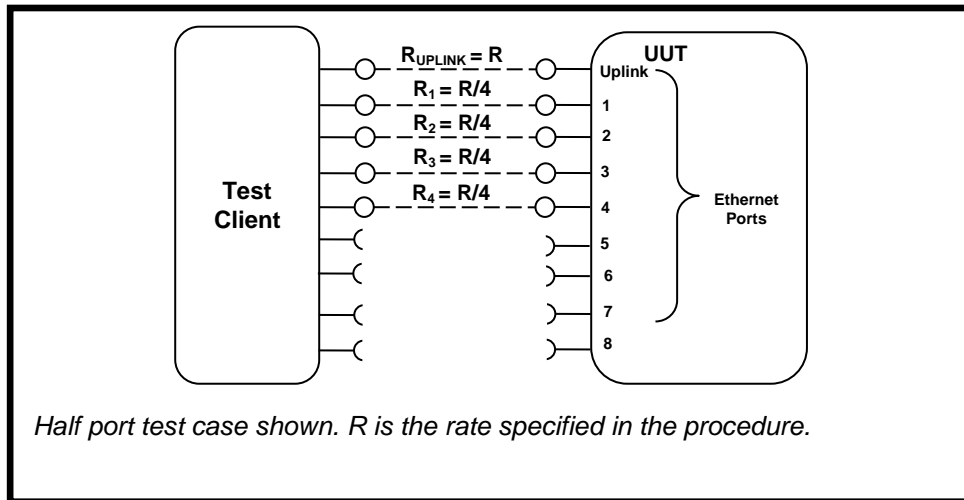 UUT
R_UPLINK = R
Uplink
R1 = R/4
1
R2 = R/4
2
R3 = R/4
3
R4 = R/4
4
Test
Client
Ethernet
Ports
5
6
7
8
Half port test case shown. R is the rate specified in the procedure.